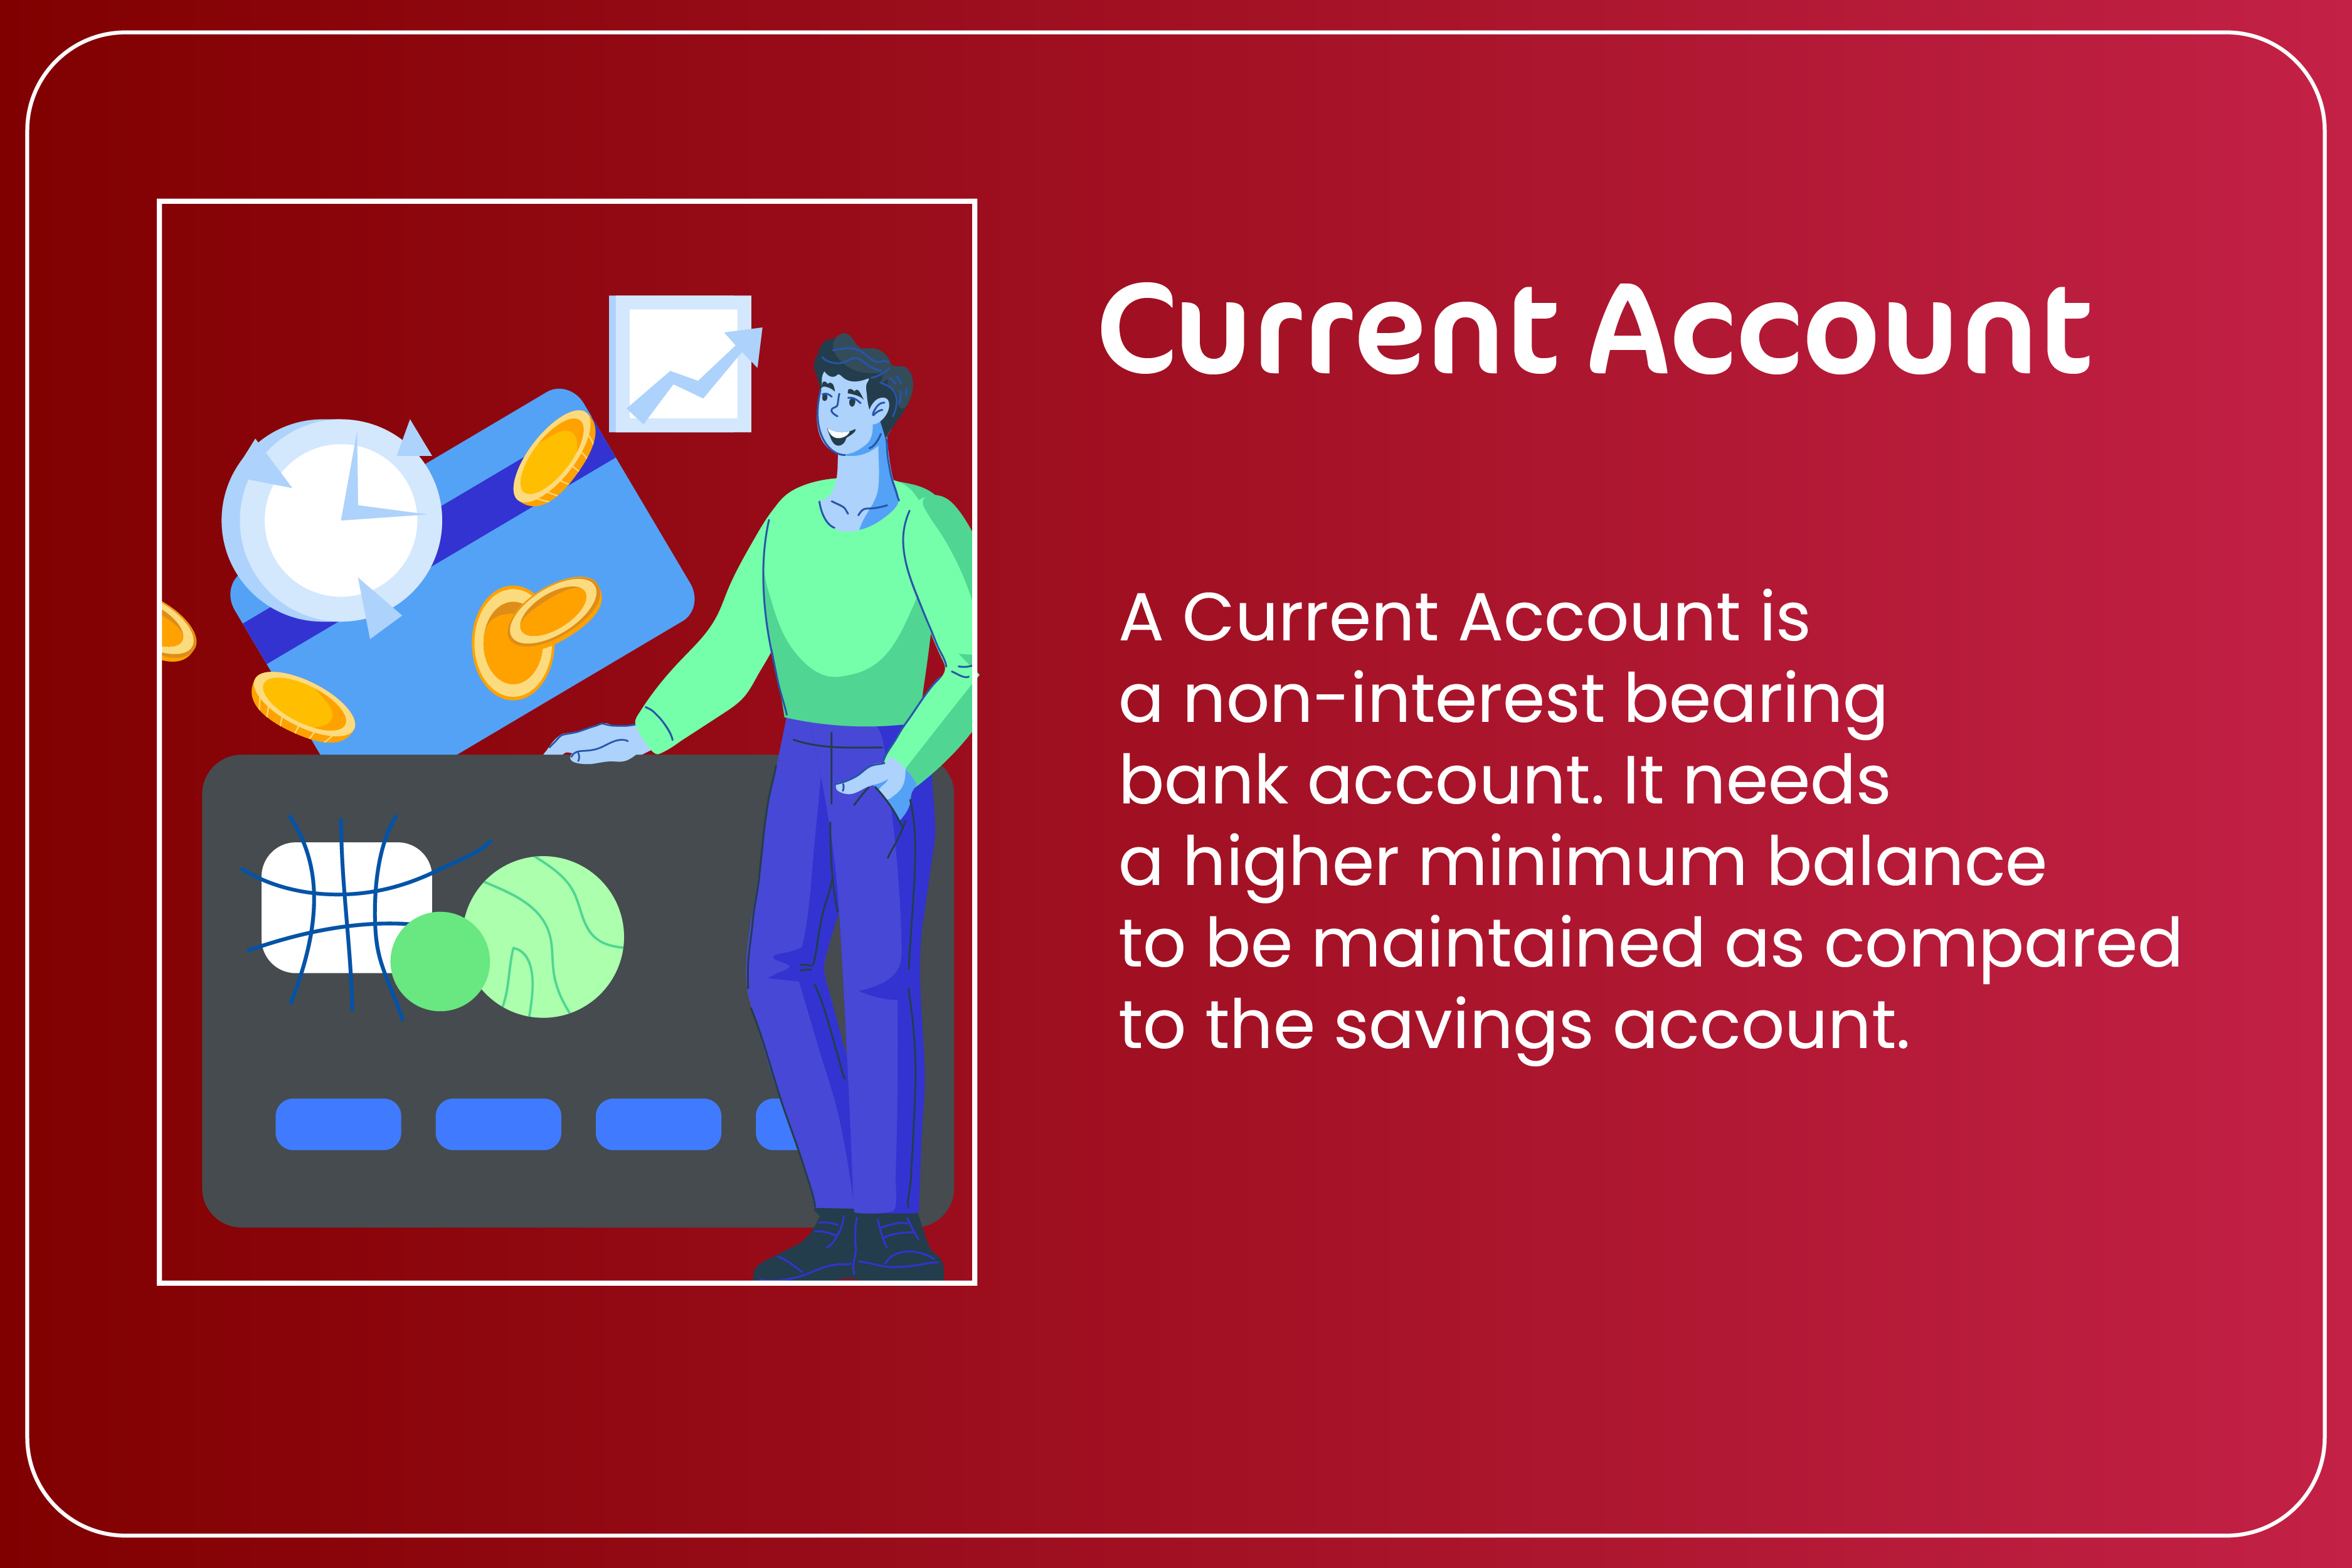 Current Account
A Current Account is
a non-interest bearing
bank account. It needs
a higher minimum balance
to be maintained as compared
to the savings account.